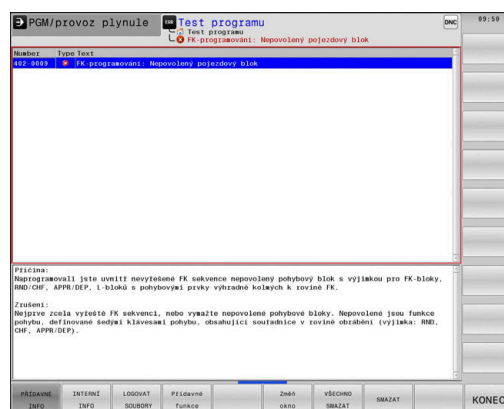 PGM/provoz plynule
Test programu
DNC
09:50
Test programu
FK-programování: Nepovolený pojezdový blok
Number Type Text
402-0009 FK-programování: Nepovolený pojezdový blok
Příčina:
Naprogramovali jste uvnitř nevyřešené FK sekvence nepovolený pohybový blok s výjimkou pro FK-bloky,
RND/CHF, APPR/DEP, L-bloků s pohybovými prvky výhradně kolmých k rovině FK.
Zrušení:
Nejprve zcela vyřeště FK sekvenci, nebo vymažte nepovolené pohybové bloky. Nepovolené jsou funkce
pohybu, definované šedými klávesami pohybu, obsahující souřadnice v rovině obrábění (výjimka: RND,
CHF, APPR/DEP).
PŘÍDAVNÉ INTERNÍ LOGOVAT Přídavné Změň VŠECHNO SMAZAT KONEC
INFO INFO SOUBORY funkce okno SMAZAT